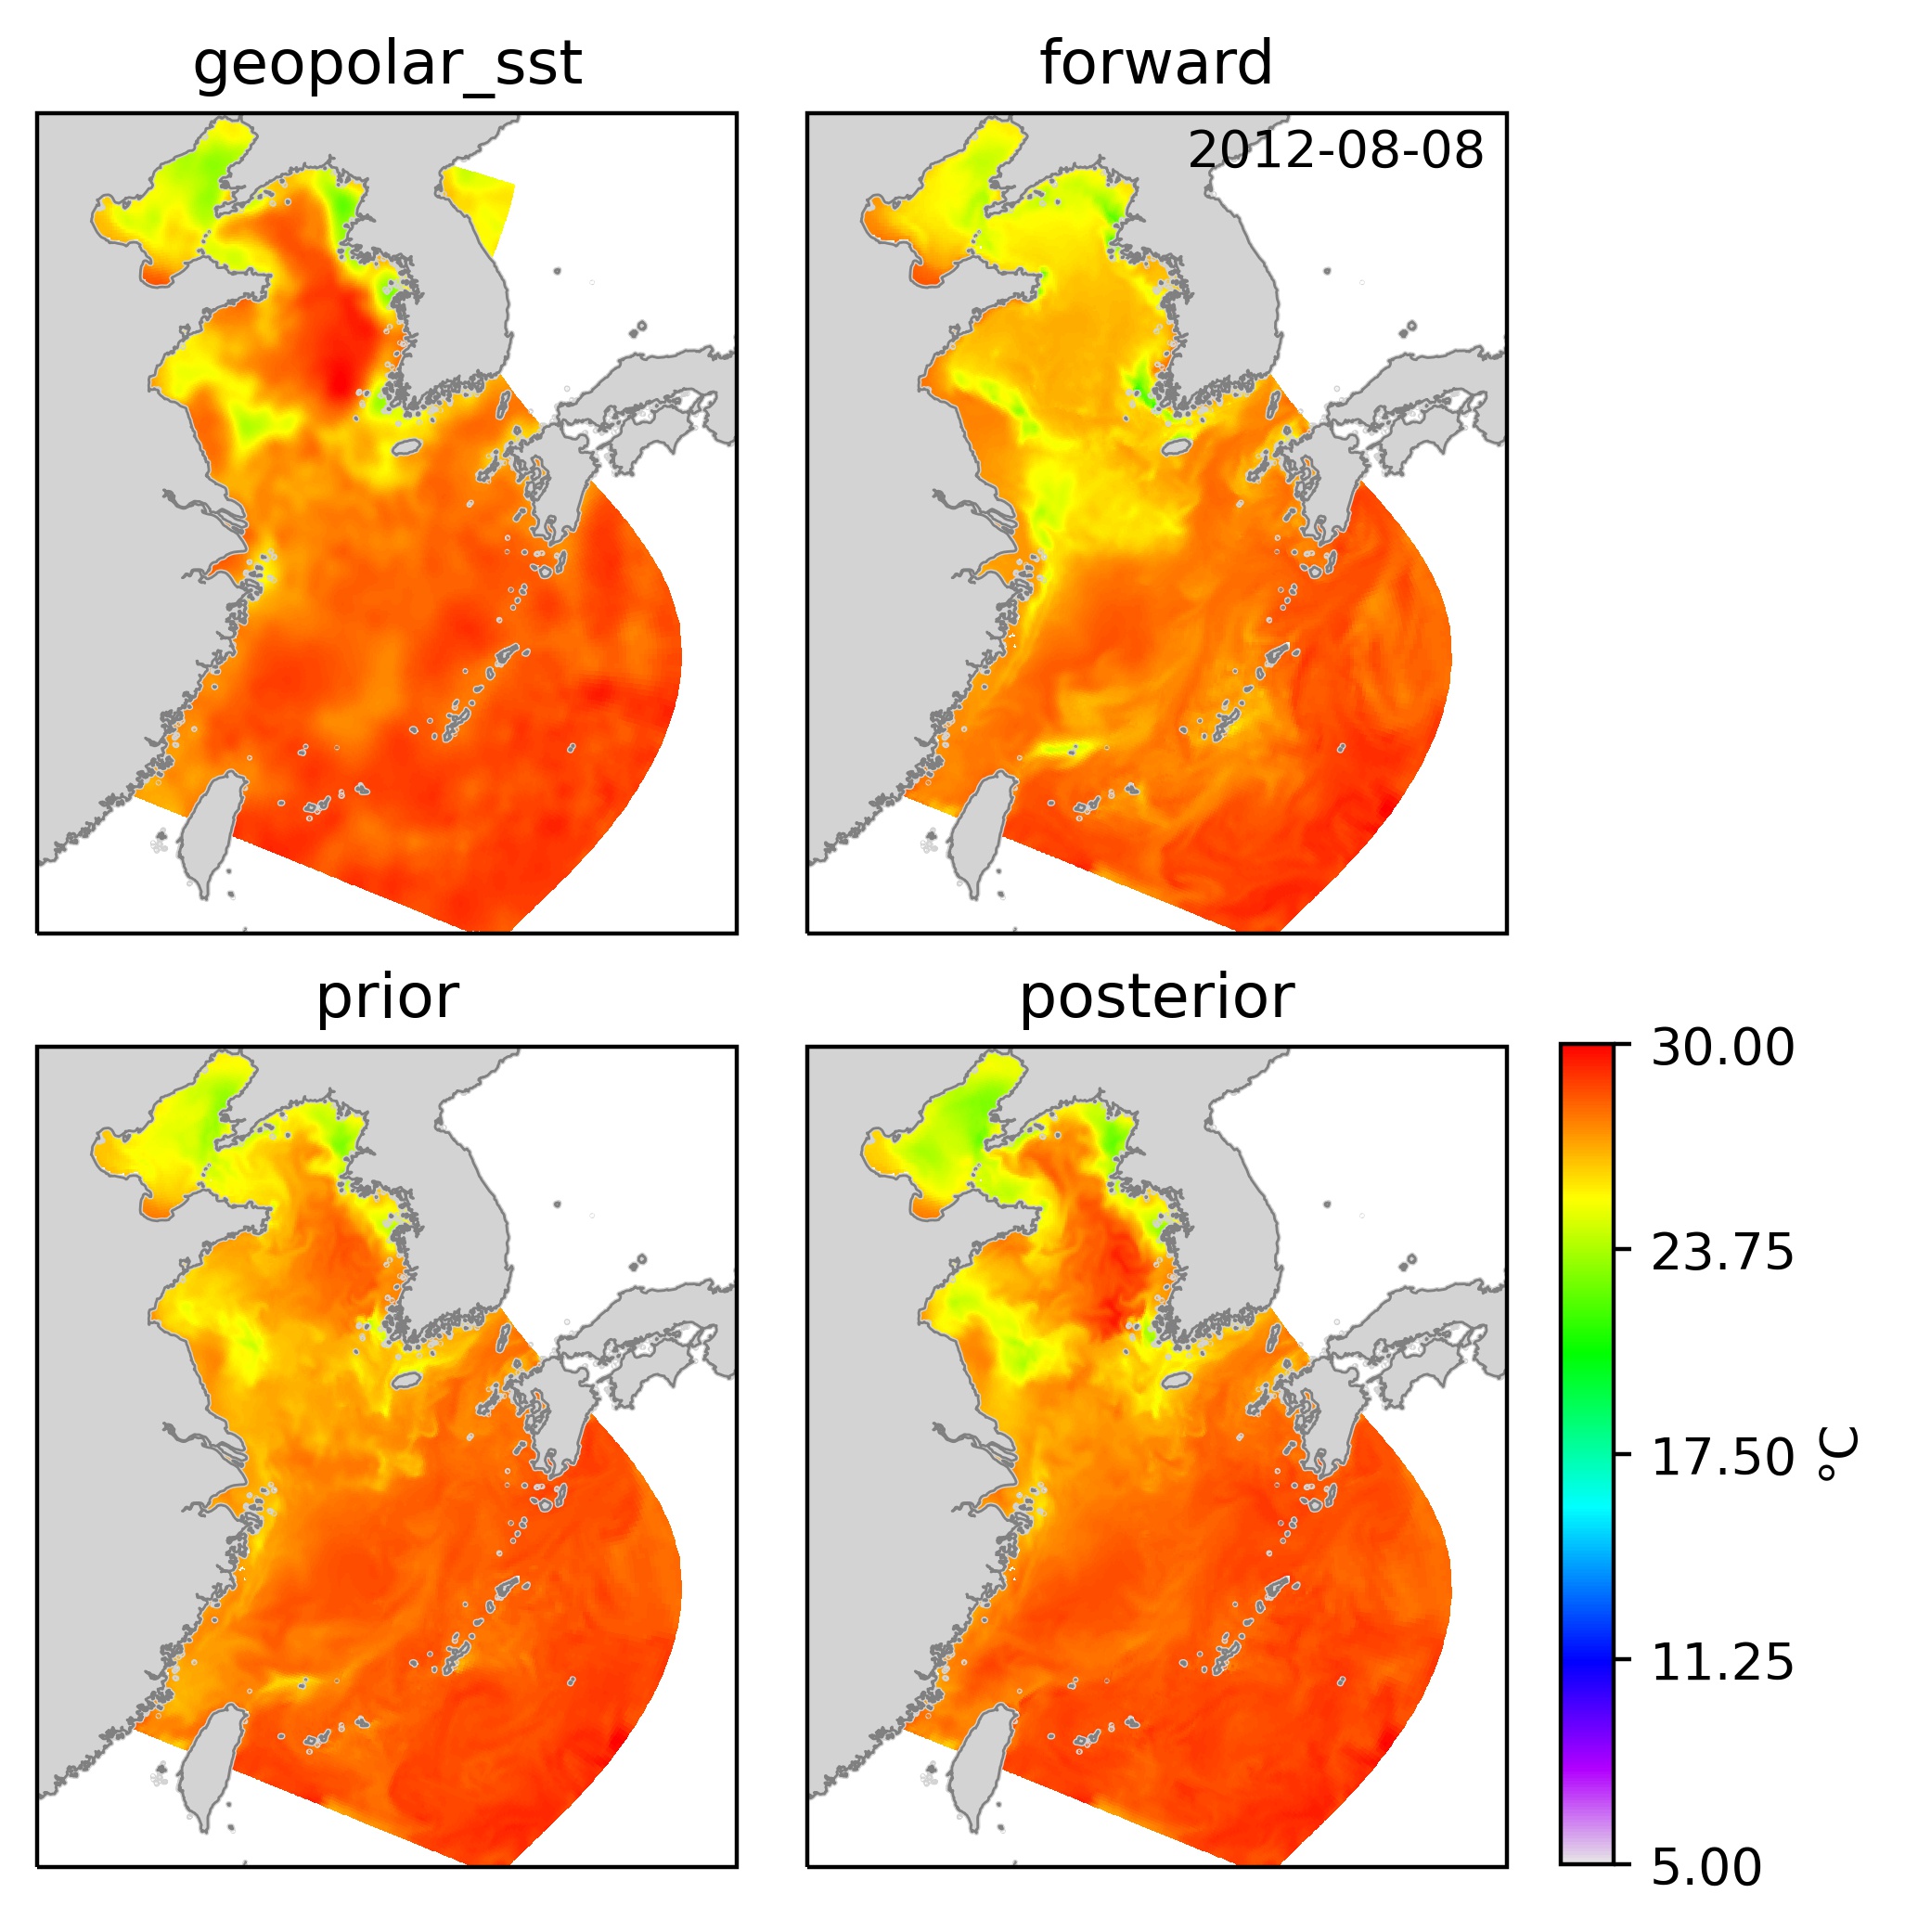 geopolar_sst
forward
2012-08-08
prior
posterior
30.00
23.75
17.50
11.25
5.00
°C